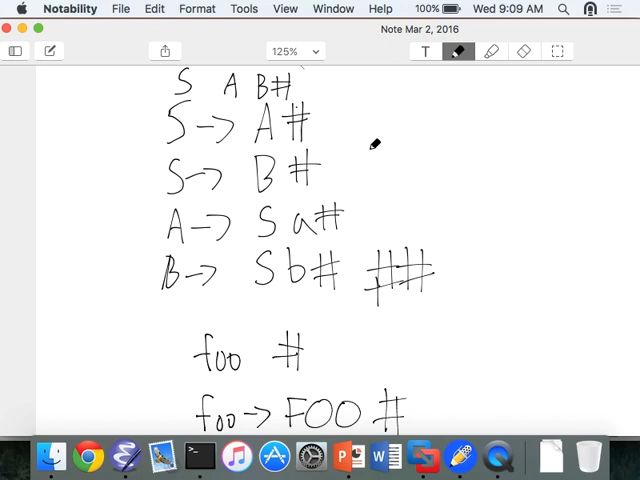 Notability File Edit Format Tools View Window Help 100% Wed 9:09 AM
Note Mar 2, 2016
125% T
S A B#
S -> A #
S -> B #
A -> S a #
B -> S b # ##
foo #
foo -> FOO #